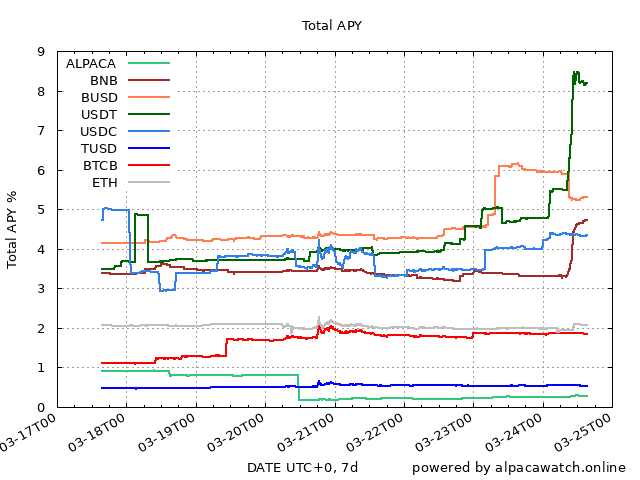 Total APY
Total APY %
9
8
7
6
5
4
3
2
1
0
ALPACA
BNB
BUSD
USDT
USDC
TUSD
BTCB
ETH
03-17T00
03-18T00
03-19T00
03-20T00
03-21T00
03-22T00
03-23T00
03-24T00
03-25T00
DATE UTC+0, 7d
powered by alpacawatch.online